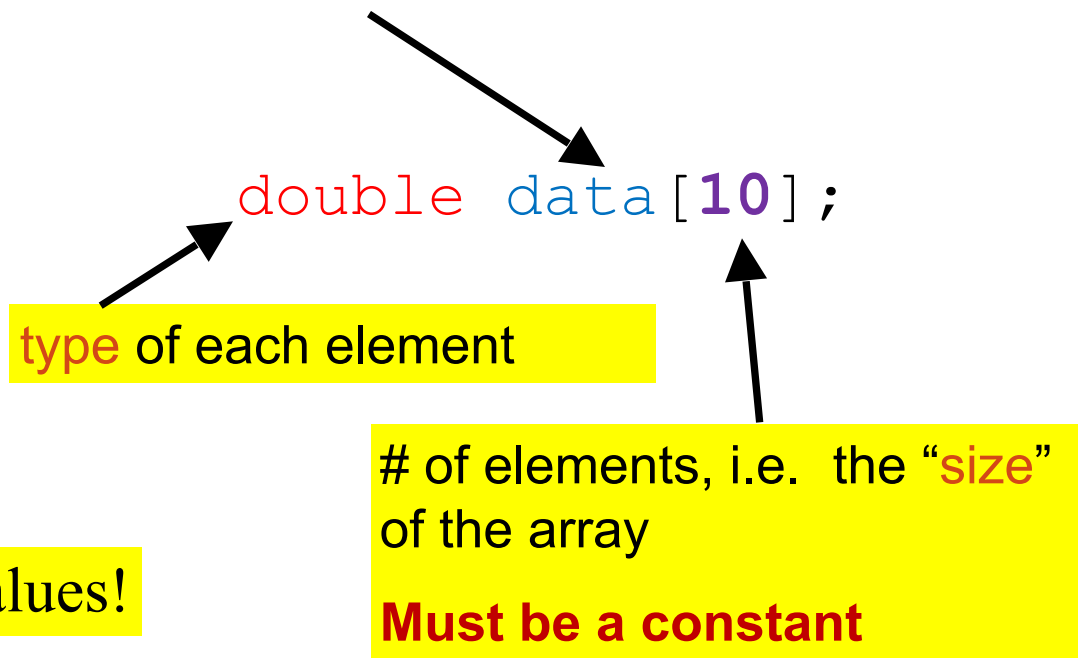 double data[10];
type of each element
# of elements, i.e. the “size”
of the array
Must be a constant
alues!